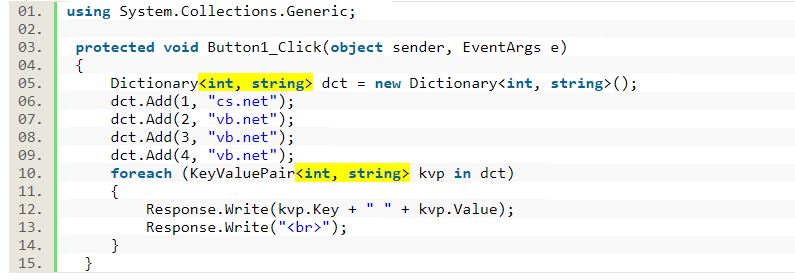 01. using System.Collections.Generic;
02.
03. protected void Button1_Click(object sender, EventArgs e)
04. {
05. Dictionary<int, string> dct = new Dictionary<int, string>();
06. dct.Add(1, "cs.net");
07. dct.Add(2, "vb.net");
08. dct.Add(3, "vb.net");
09. dct.Add(4, "vb.net");
10. foreach (KeyValuePair<int, string> kvp in dct)
11. {
12. Response.Write(kvp.Key + " " + kvp.Value);
13. Response.Write("<br>");
14. }
15. }